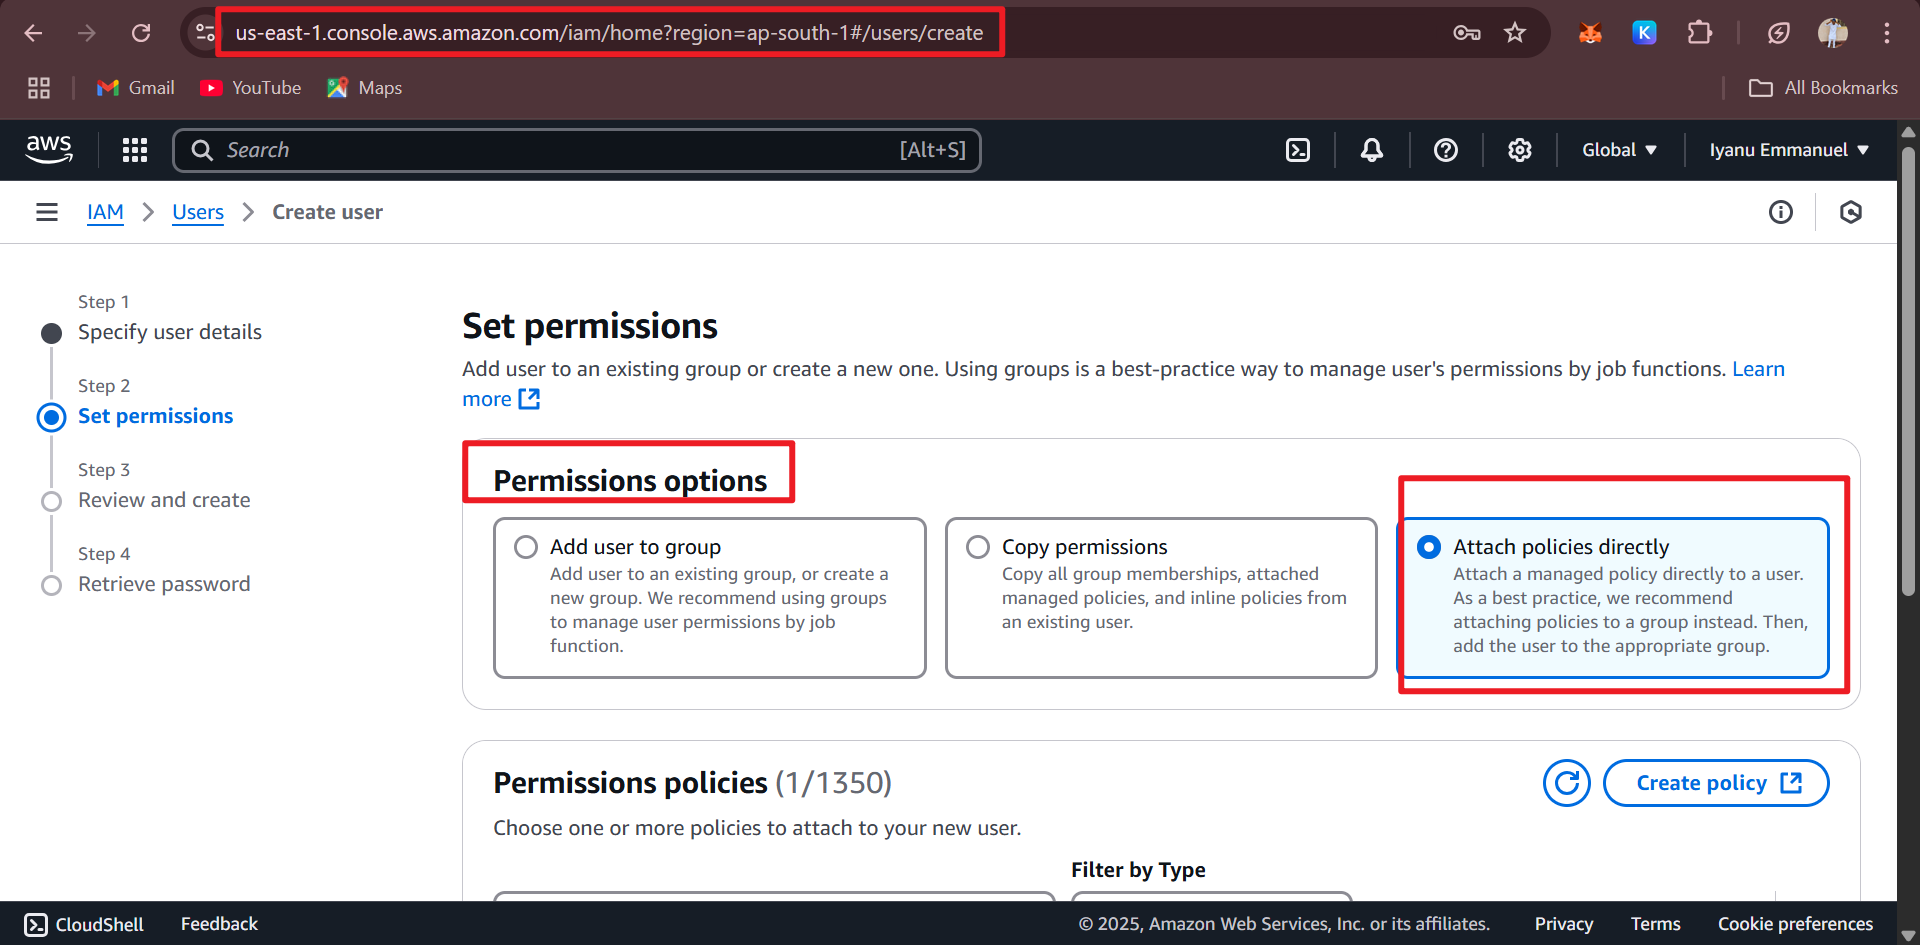 us-east-1.console.aws.amazon.com/iam/home?region=ap-south-1#/users/create
K
Gmail
YouTube
Maps
All Bookmarks
aws
Search
[Alt+S]
Global
Iyanu Emmanuel
IAM
Users
Create user
Step 1
Specify user details
Step 2
Set permissions
Step 3
Review and create
Step 4
Retrieve password
Set permissions
Add user to an existing group or create a new one. Using groups is a best-practice way to manage user's permissions by job functions. Learn
more
Permissions options
Add user to group
Add user to an existing group, or create a
new group. We recommend using groups
to manage user permissions by job
function.
Copy permissions
Copy all group memberships, attached
managed policies, and inline policies from
an existing user.
Attach policies directly
Attach a managed policy directly to a user.
As a best practice, we recommend
attaching policies to a group instead. Then,
add the user to the appropriate group.
Permissions policies (1/1350)
Create policy
Choose one or more policies to attach to your new user.
Filter by Type
CloudShell
Feedback
© 2025, Amazon Web Services, Inc. or its affiliates.
Privacy
Terms
Cookie preferences